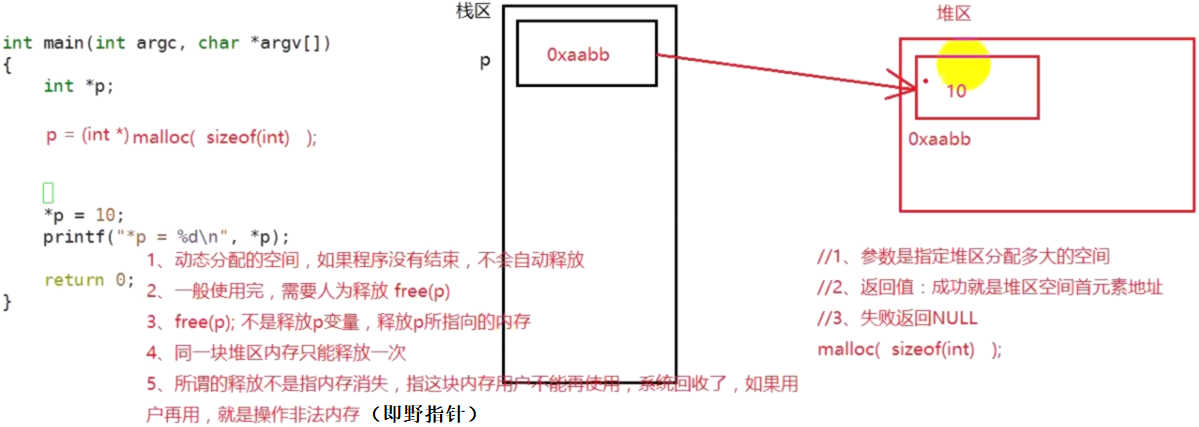 int main(int argc, char *argv[])
{
int *p;
p = (int *) malloc( sizeof(int) );
*p = 10;
printf("*p = %d\n", *p);
return 0;
}
1、动态分配的空间，如果程序没有结束，不会自动释放
2、一般使用完，需要人为释放 free(p)
3、free(p); 不是释放p变量，释放p所指向的内存
4、同一块堆区内存只能释放一次
5、所谓的释放不是指内存消失，指这块内存用户不能再使用，系统回收了，如果用
户再用，就是操作非法内存（即野指针）
栈区
p
0xaabb
堆区
10
0xaabb
//1、参数是指定堆区分配多大的空间
//2、返回值：成功就是堆区空间首元素地址
//3、失败返回NULL
malloc( sizeof(int) );